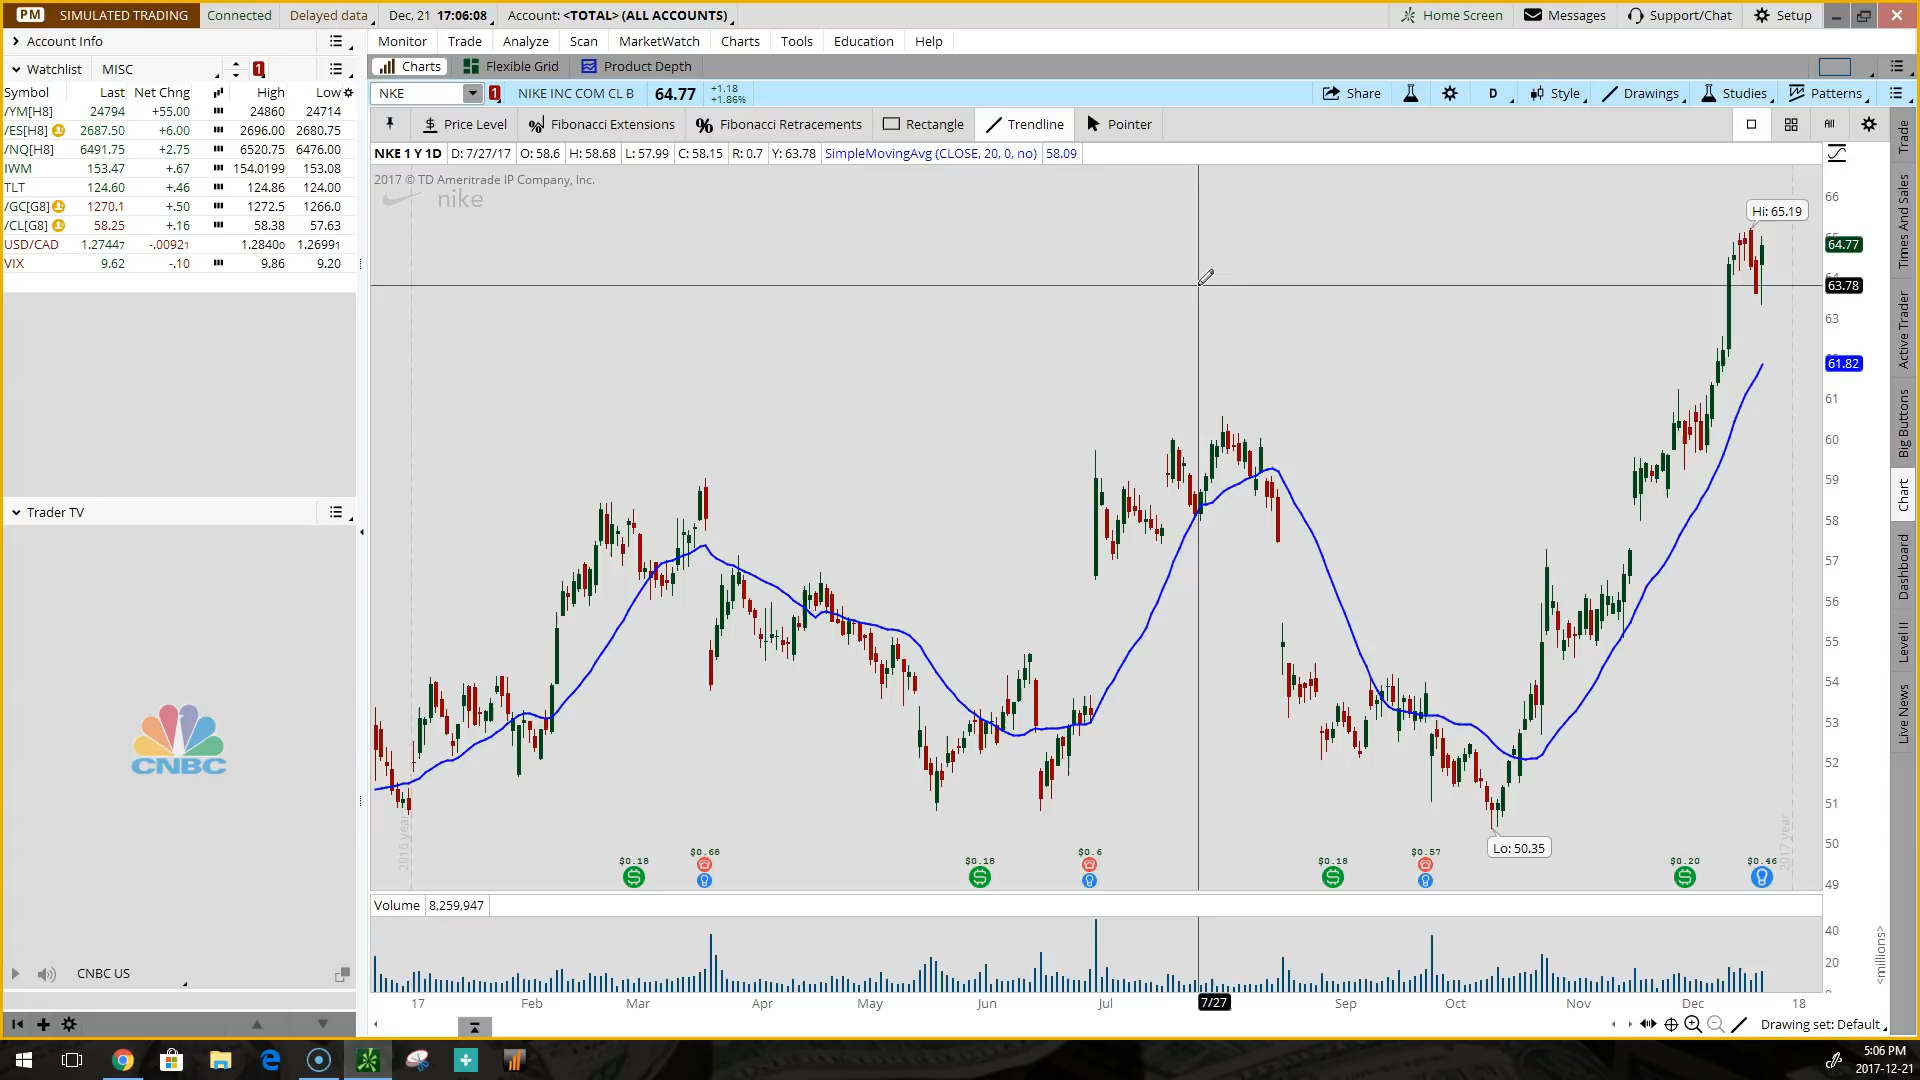 PM SIMULATED TRADING Connected Delayed data Dec, 21 17:06:08 Account: <TOTAL> (ALL ACCOUNTS) Home Screen Messages Support/Chat Setup
Account Info
Monitor Trade Analyze Scan MarketWatch Charts Tools Education Help
Watchlist MISC 1
Charts Flexible Grid Product Depth
Symbol Last Net Chng High Low
/YM[H8] 24794 +55.00 24860 24714
/ES[H8] 2687.50 +6.00 2696.00 2680.75
/NQ[H8] 6491.75 +2.75 6520.75 6476.00
IWM 153.47 +.67 154.0199 153.08
TLT 124.60 +.46 124.86 124.00
/GC[G8] 1270.1 +.50 1272.5 1266.0
/CL[G8] 58.25 +.16 58.38 57.63
USD/CAD 1.27447 -.00921 1.28400 1.26991
VIX 9.62 -.10 9.86 9.20
NKE 1 NIKE INC COM CL B 64.77 +1.18 +1.86% Share D Style Drawings Studies Patterns
$ Price Level Fibonacci Extensions Fibonacci Retracements Rectangle Trendline Pointer All
NKE 1 Y 1D D: 7/27/17 O: 58.6 H: 58.68 L: 57.99 C: 58.15 R: 0.7 Y: 63.78 SimpleMovingAvg (CLOSE, 20, 0, no) 58.09
2017 © TD Ameritrade IP Company, Inc.
nike
Hi: 65.19
Lo: 50.35
66
64.77
63.78
63
61.82
61
60
59
58
57
56
55
54
53
52
51
50
49
2016 year
2017 year
$0.18 $0.68 $0.18 $0.6 $0.18 $0.57 $0.20 $0.46
Volume 8,259,947
40
20
<millions>
17 Feb Mar Apr May Jun Jul 7/27 Sep Oct Nov Dec 18
Drawing set: Default
Trader TV
CNBC
CNBC US
Trade
Times And Sales
Active Trader
Big Buttons
Chart
Dashboard
Level II
Live News
5:06 PM
2017-12-21